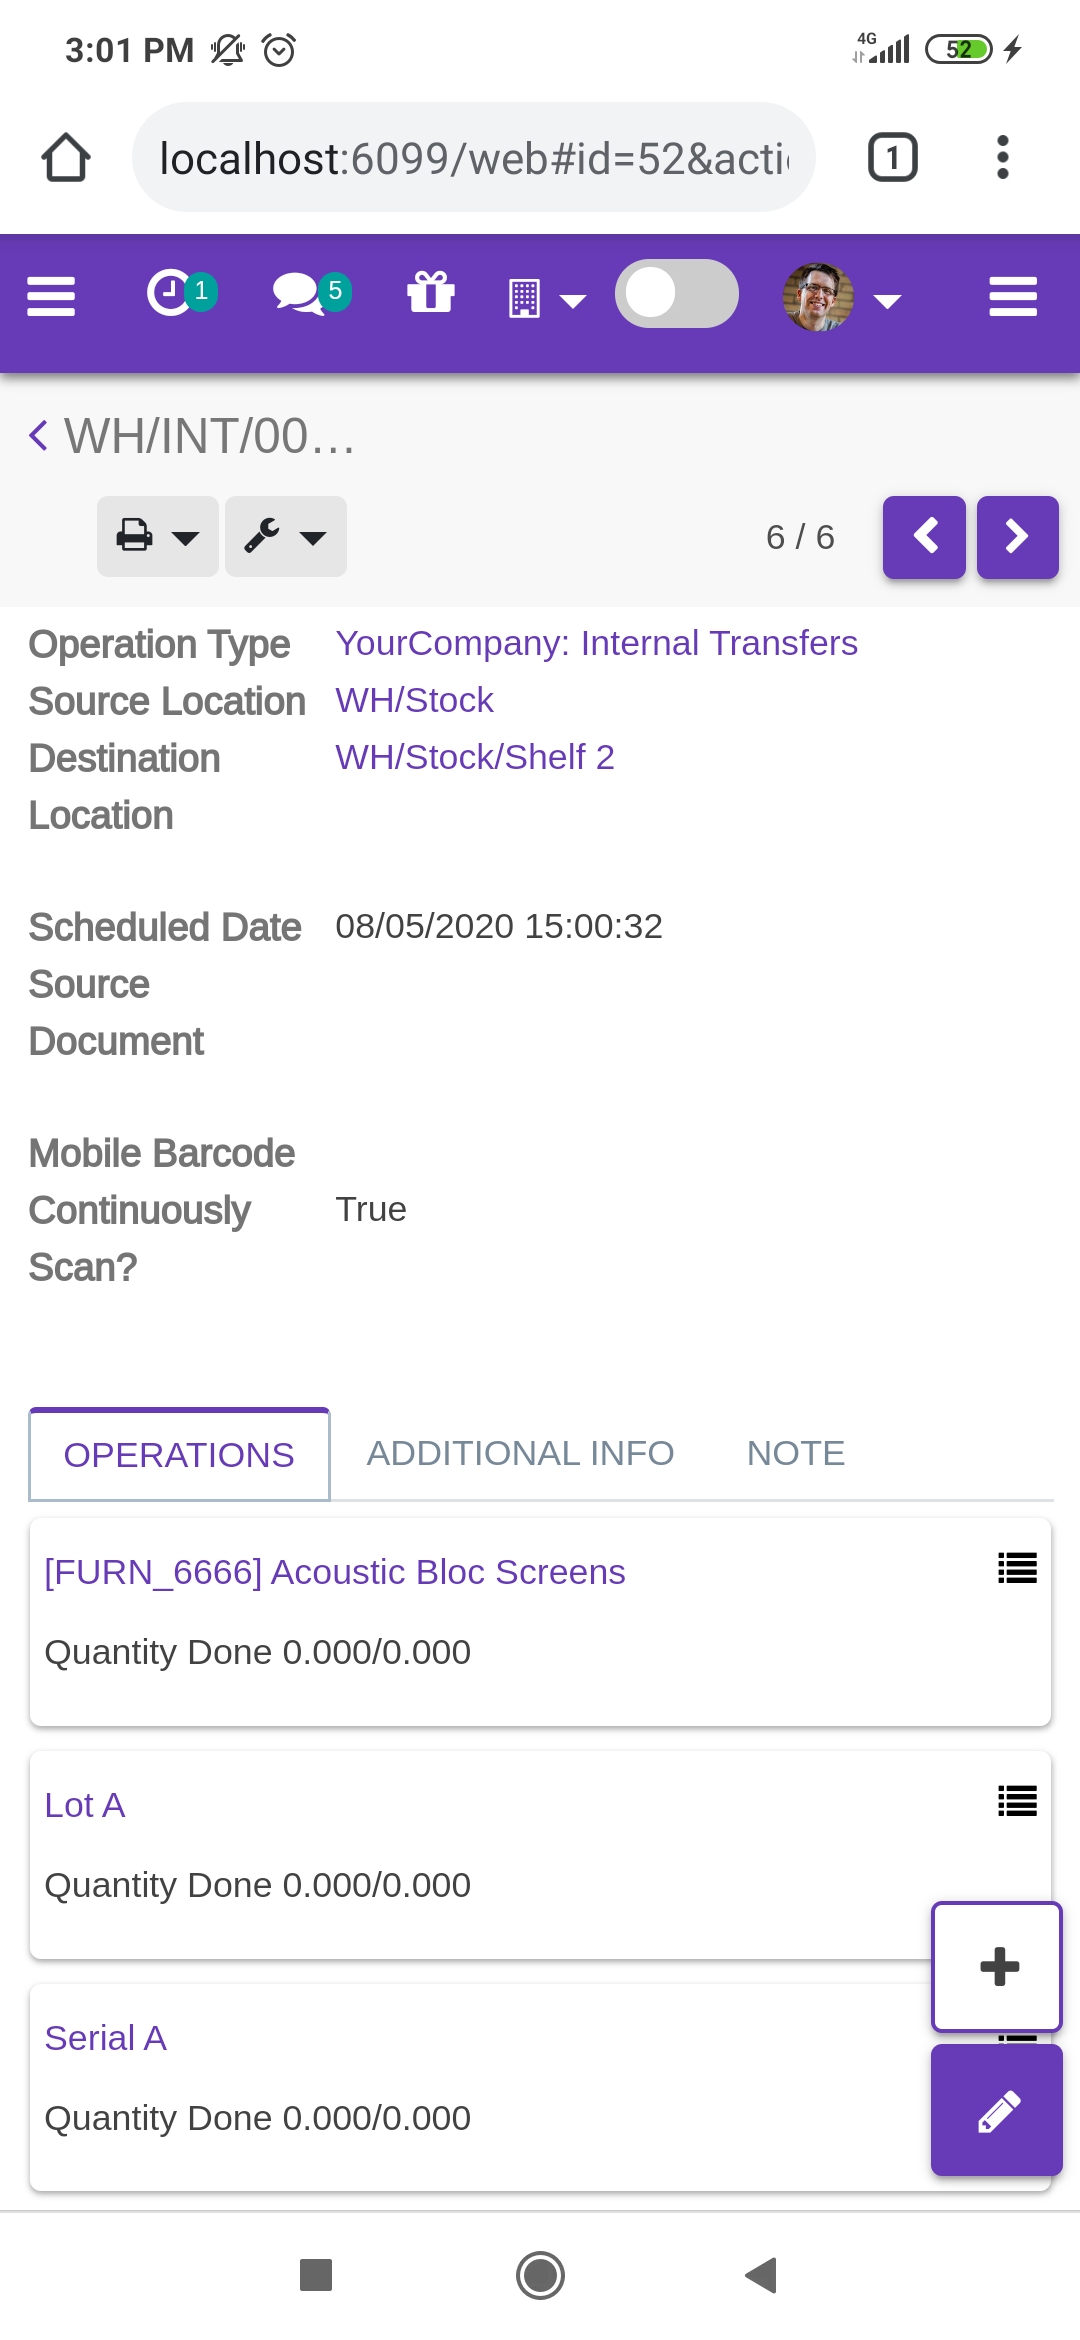 3:01 PM
4G
52
localhost:6099/web#id=52&acti
1
1
5
WH/INT/00...
6 / 6
Operation Type YourCompany: Internal Transfers
Source Location WH/Stock
Destination WH/Stock/Shelf 2
Location
Scheduled Date 08/05/2020 15:00:32
Source
Document
Mobile Barcode
Continuously True
Scan?
OPERATIONS ADDITIONAL INFO NOTE
[FURN_6666] Acoustic Bloc Screens
Quantity Done 0.000/0.000
Lot A
Quantity Done 0.000/0.000
Serial A
Quantity Done 0.000/0.000